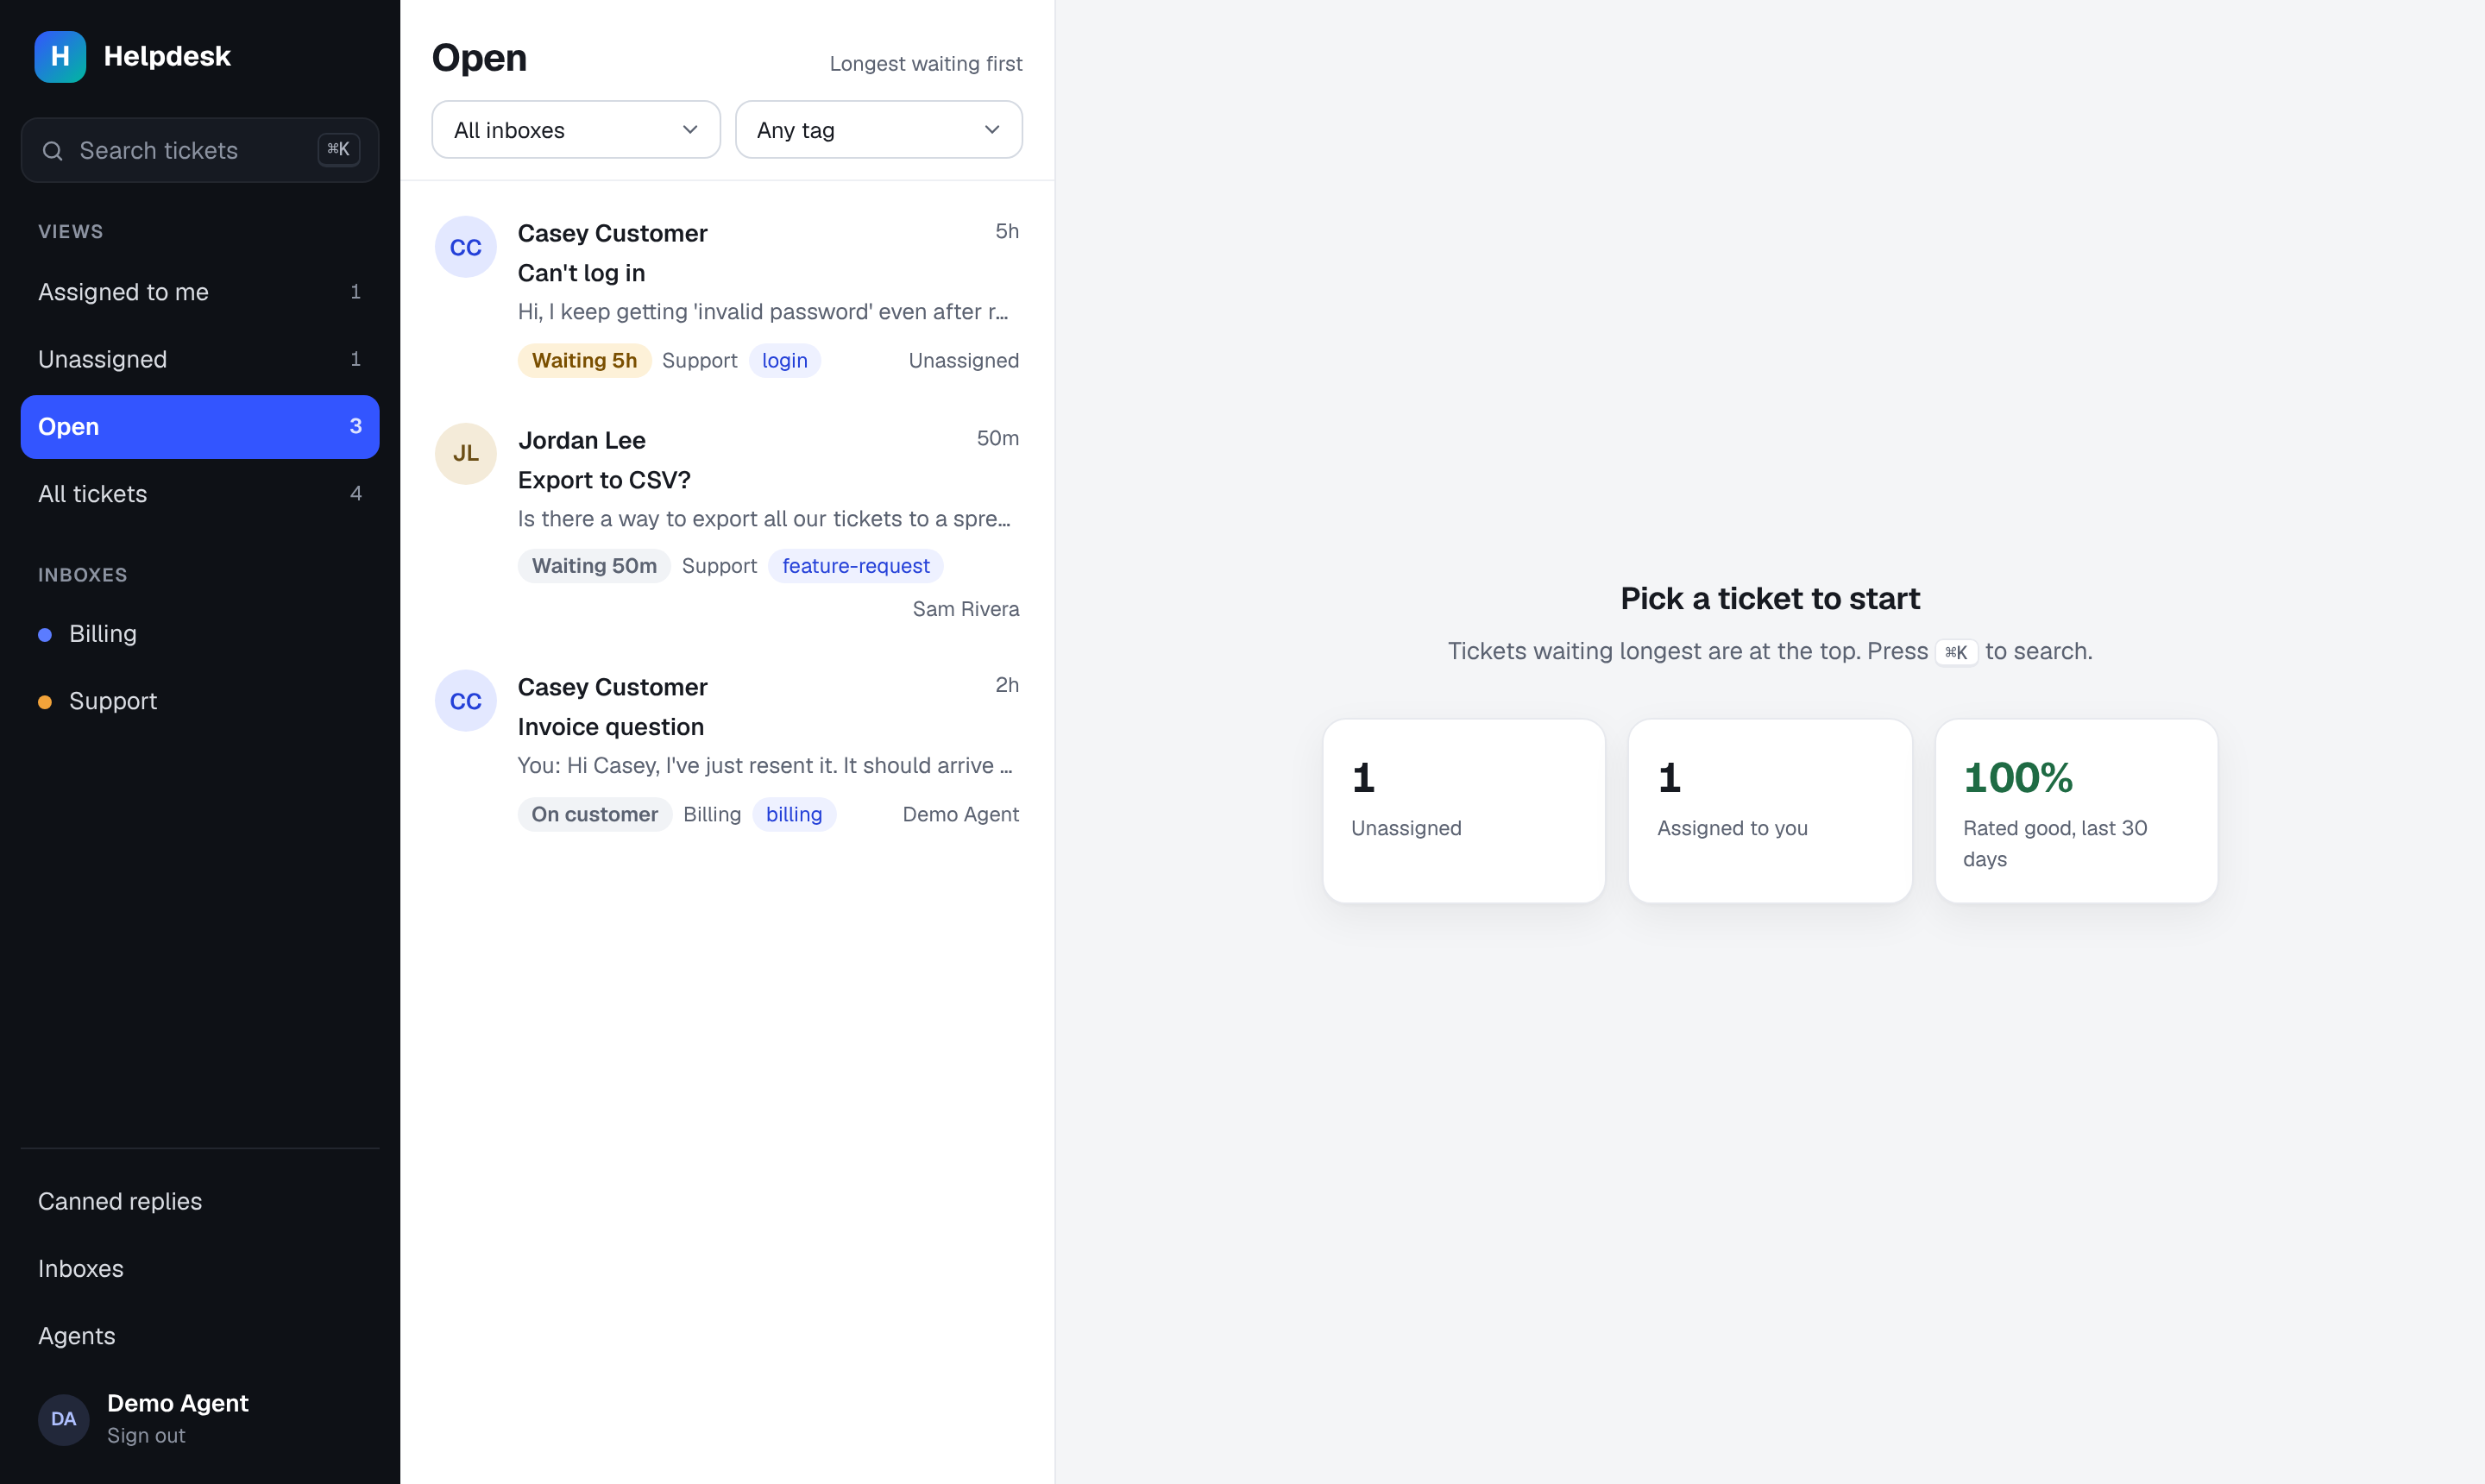 H Helpdesk
Search tickets ⌘K
VIEWS
Assigned to me 1
Unassigned 1
Open 3
All tickets 4
INBOXES
Billing
Support
Canned replies
Inboxes
Agents
DA Demo Agent
Sign out
Open Longest waiting first
All inboxes Any tag
CC Casey Customer 5h
Can't log in
Hi, I keep getting 'invalid password' even after r…
Waiting 5h Support login Unassigned
JL Jordan Lee 50m
Export to CSV?
Is there a way to export all our tickets to a spre…
Waiting 50m Support feature-request
Sam Rivera
CC Casey Customer 2h
Invoice question
You: Hi Casey, I've just resent it. It should arrive …
On customer Billing billing Demo Agent
Pick a ticket to start
Tickets waiting longest are at the top. Press ⌘K to search.
1
Unassigned
1
Assigned to you
100%
Rated good, last 30
days